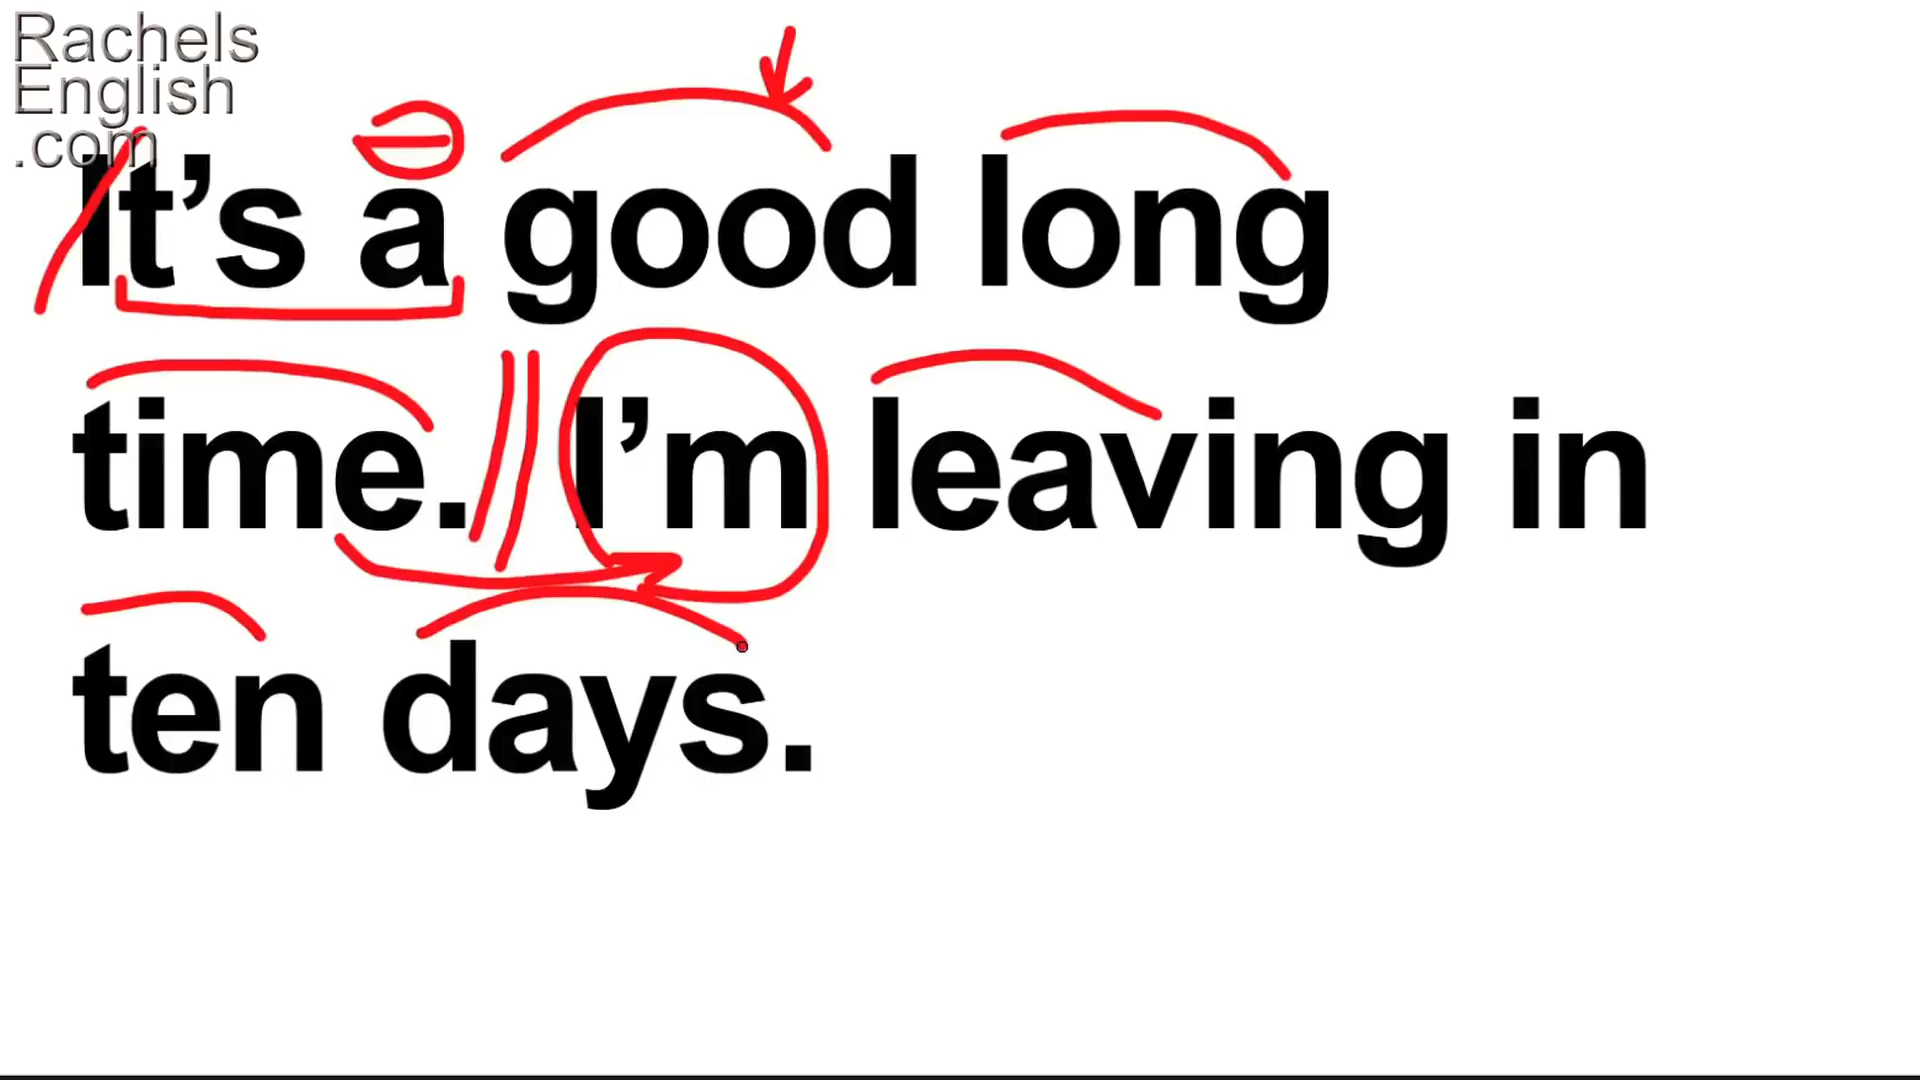 Rachels
English
.com
It’s a good long
time. I’m leaving in
ten days.